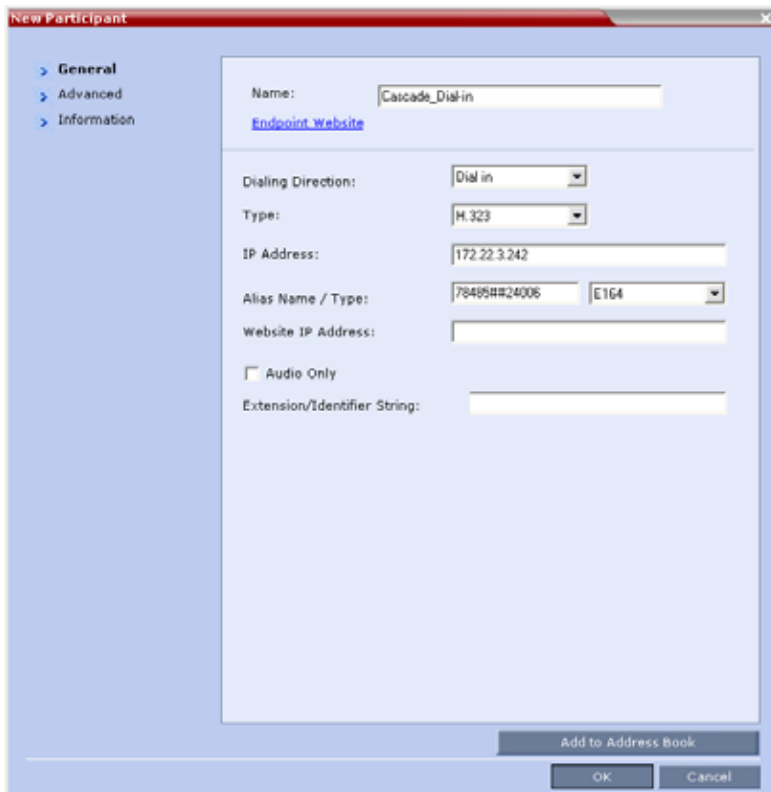 New Participant
General
Advanced
Information
Name: Cascade_Dial-in
Endpoint Website
Dialing Direction: Dial in
Type: H.323
IP Address: 172.22.3.242
Alias Name / Type: 78485##24006 E164
Website IP Address:
Audio Only
Extension/Identifier String:
Add to Address Book
OK Cancel